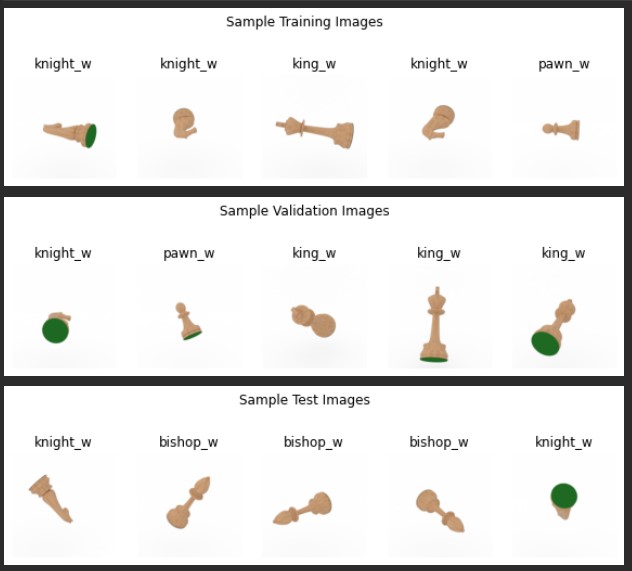 Sample Training Images
knight_w knight_w king_w knight_w pawn_w
Sample Validation Images
knight_w pawn_w king_w king_w king_w
Sample Test Images
knight_w bishop_w bishop_w bishop_w knight_w